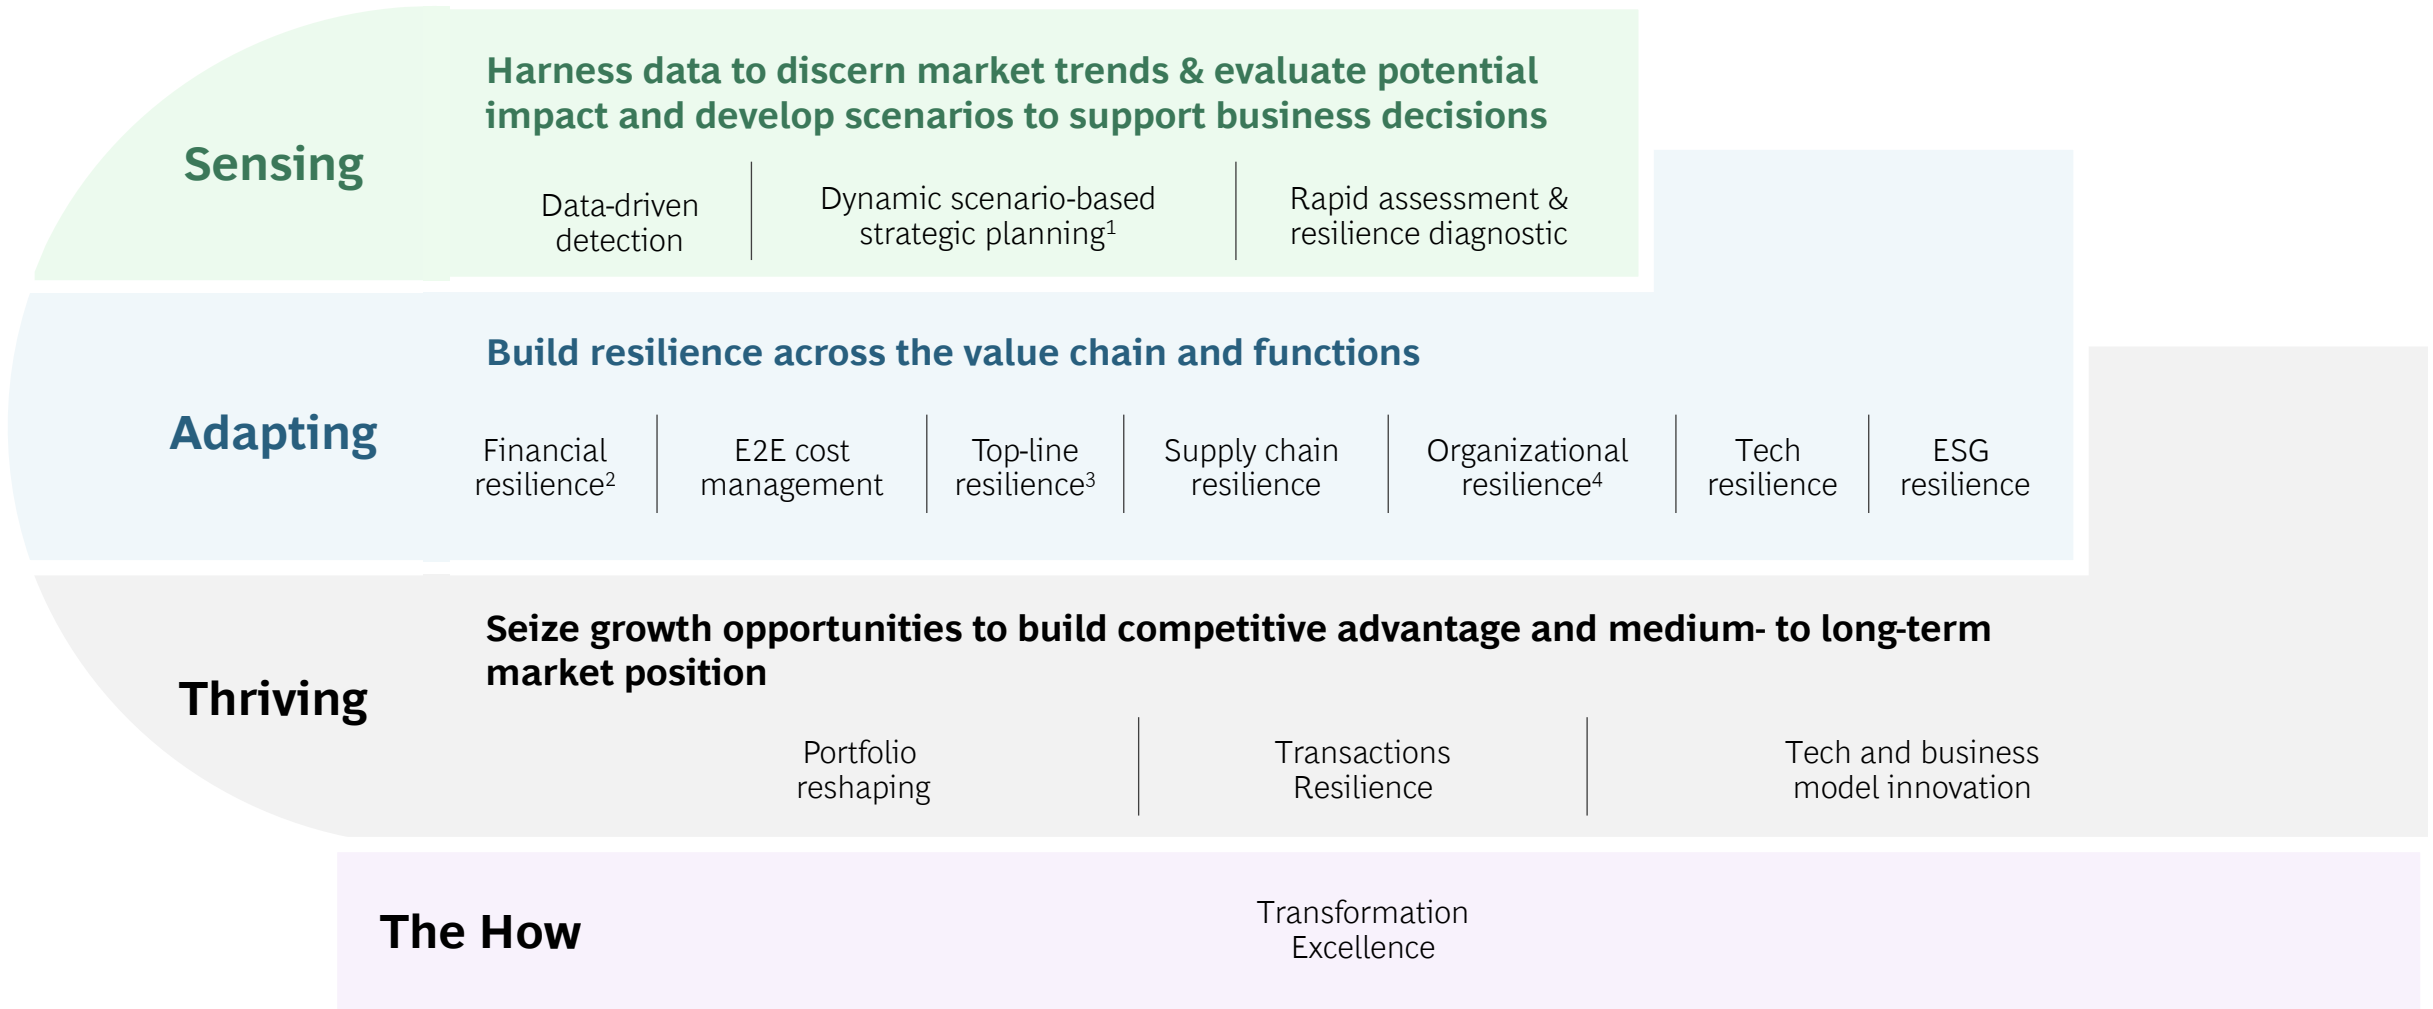 Sensing
Harness data to discern market trends & evaluate potential
impact and develop scenarios to support business decisions
Data-driven
detection
Dynamic scenario-based
strategic planning¹
Rapid assessment &
resilience diagnostic
Adapting
Build resilience across the value chain and functions
Financial
resilience²
E2E cost
management
Top-line
resilience³
Supply chain
resilience
Organizational
resilience⁴
Tech
resilience
ESG
resilience
Thriving
Seize growth opportunities to build competitive advantage and medium- to long-term
market position
Portfolio
reshaping
Transactions
Resilience
Tech and business
model innovation
The How
Transformation
Excellence